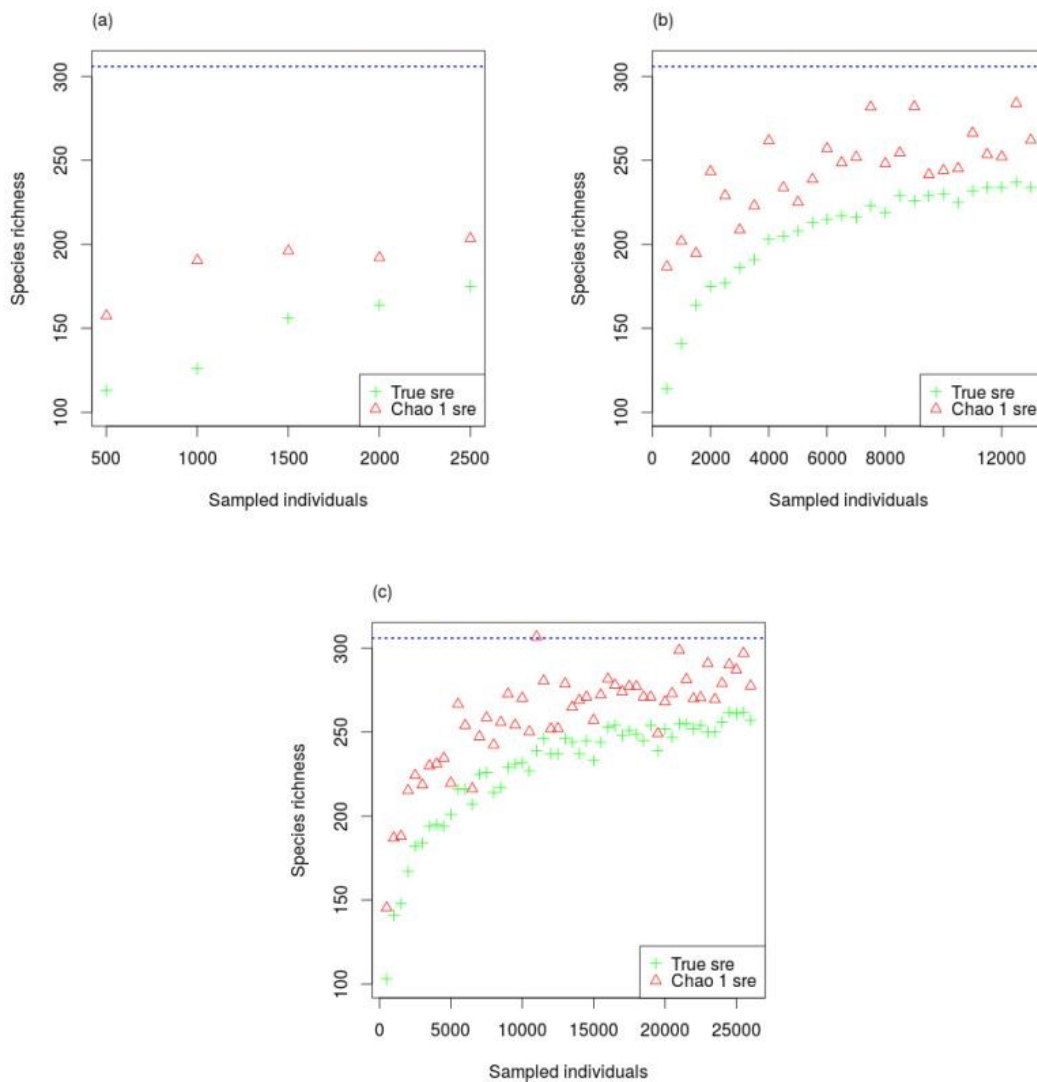 (a)
Species richness
300
250
200
150
100
True sre
Chao 1 sre
500 1000 1500 2000 2500
Sampled individuals
(b)
Species richness
300
250
200
150
100
True sre
Chao 1 sre
0 2000 4000 6000 8000 12000
Sampled individuals
(c)
Species richness
300
250
200
150
100
True sre
Chao 1 sre
0 5000 10000 15000 20000 25000
Sampled individuals